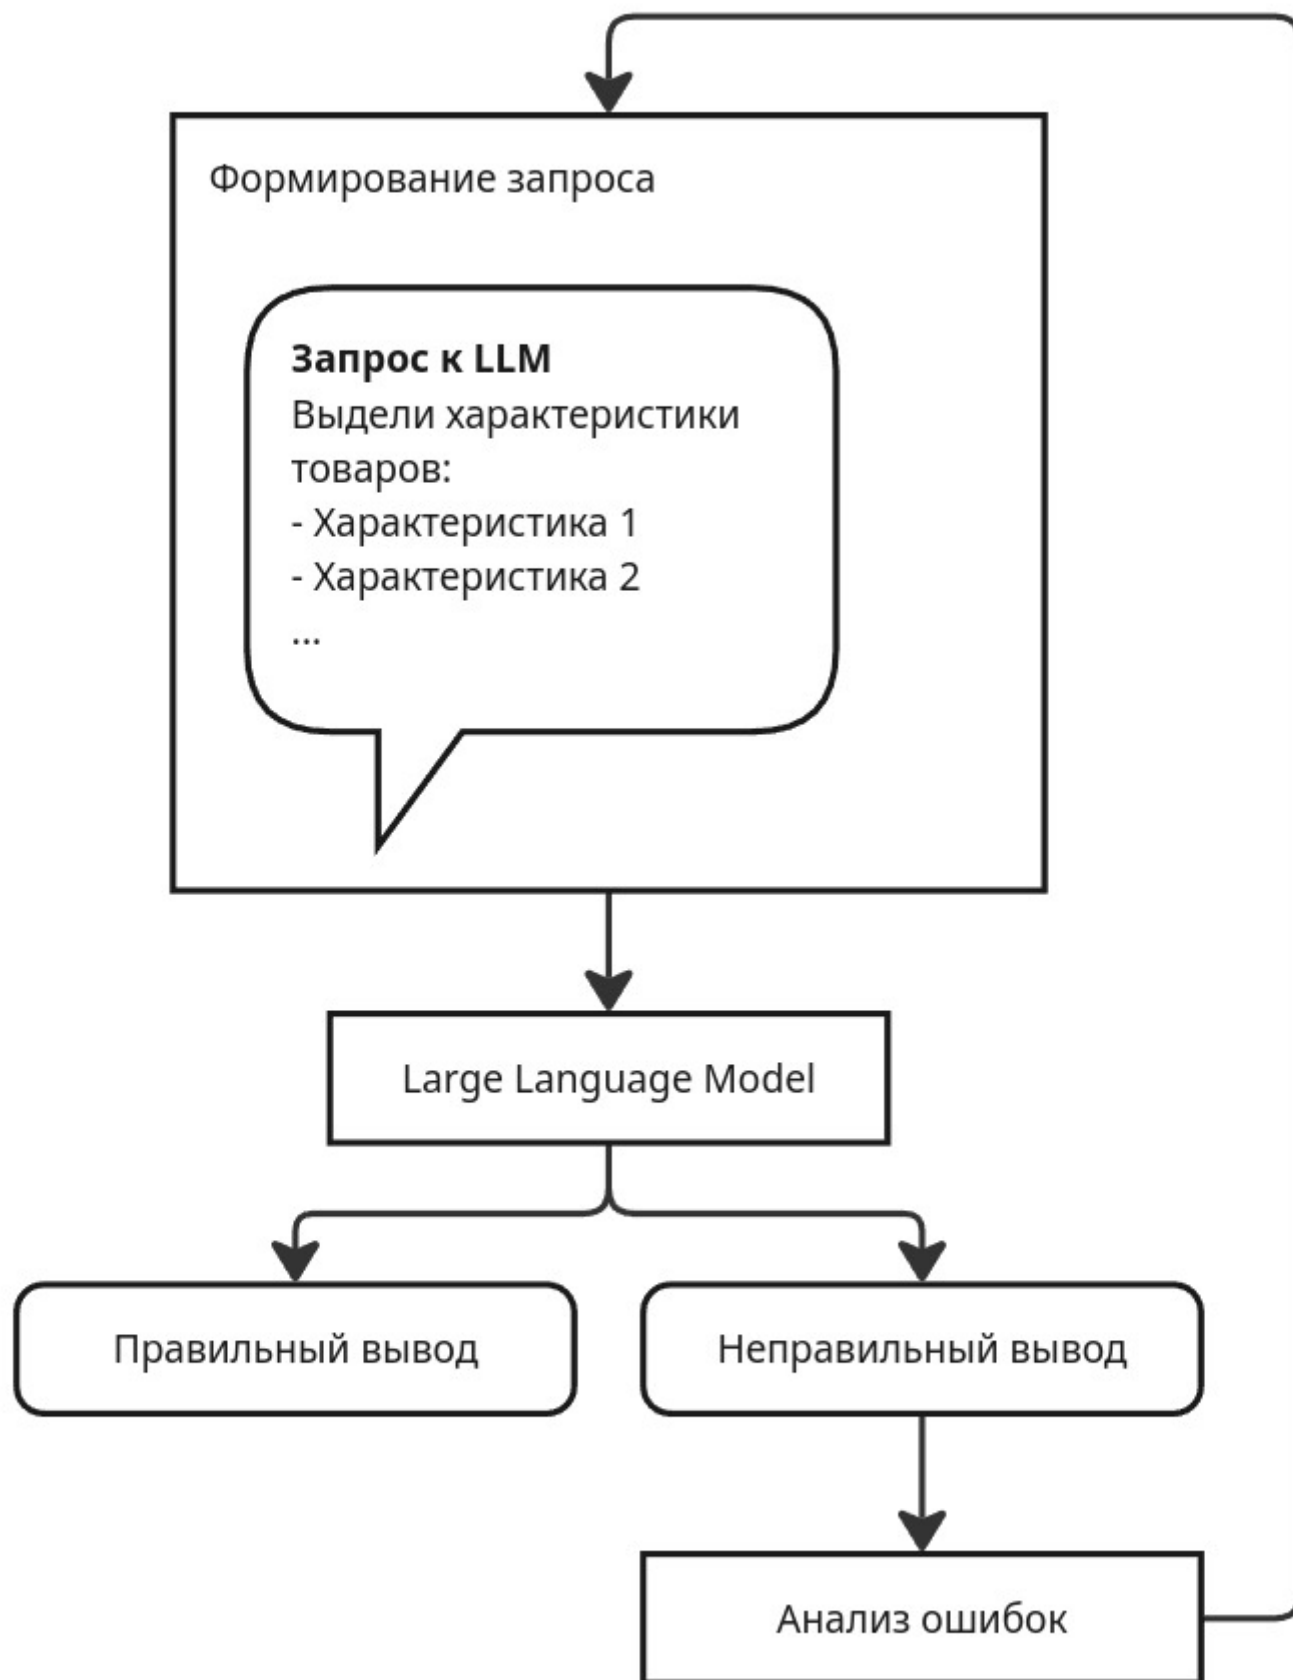 Формирование запроса
Запрос к LLM
Выдели характеристики
товаров:
- Характеристика 1
- Характеристика 2
...
Large Language Model
Правильный вывод
Неправильный вывод
Анализ ошибок